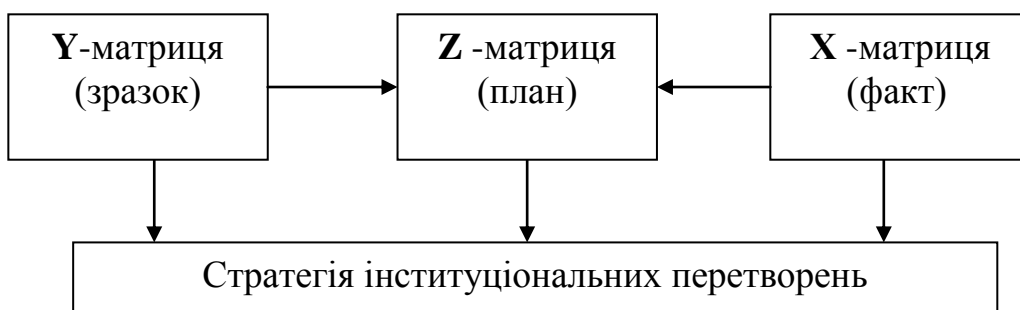 Y-матриця
(зразок)
Z -матриця
(план)
X -матриця
(факт)
Стратегія інституціональних перетворень